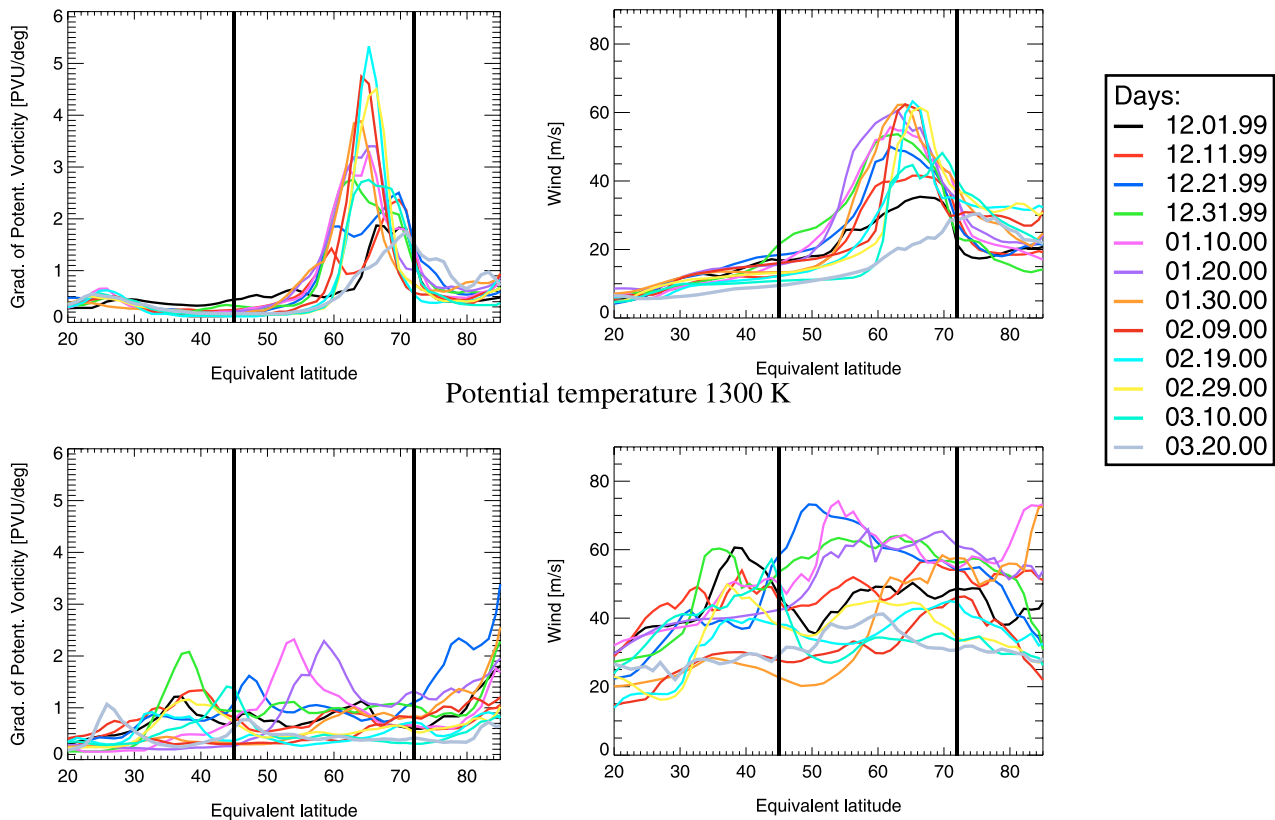 Grad. of Potent. Vorticity [PVU/deg]
6
5
4
3
2
1
0
20 30 40 50 60 70 80
Equivalent latitude
Wind [m/s]
80
60
40
20
0
20 30 40 50 60 70 80
Equivalent latitude
Days:
12.01.99
12.11.99
12.21.99
12.31.99
01.10.00
01.20.00
01.30.00
02.09.00
02.19.00
02.29.00
03.10.00
03.20.00
Potential temperature 1300 K
Grad. of Potent. Vorticity [PVU/deg]
6
5
4
3
2
1
0
20 30 40 50 60 70 80
Equivalent latitude
Wind [m/s]
80
60
40
20
0
20 30 40 50 60 70 80
Equivalent latitude